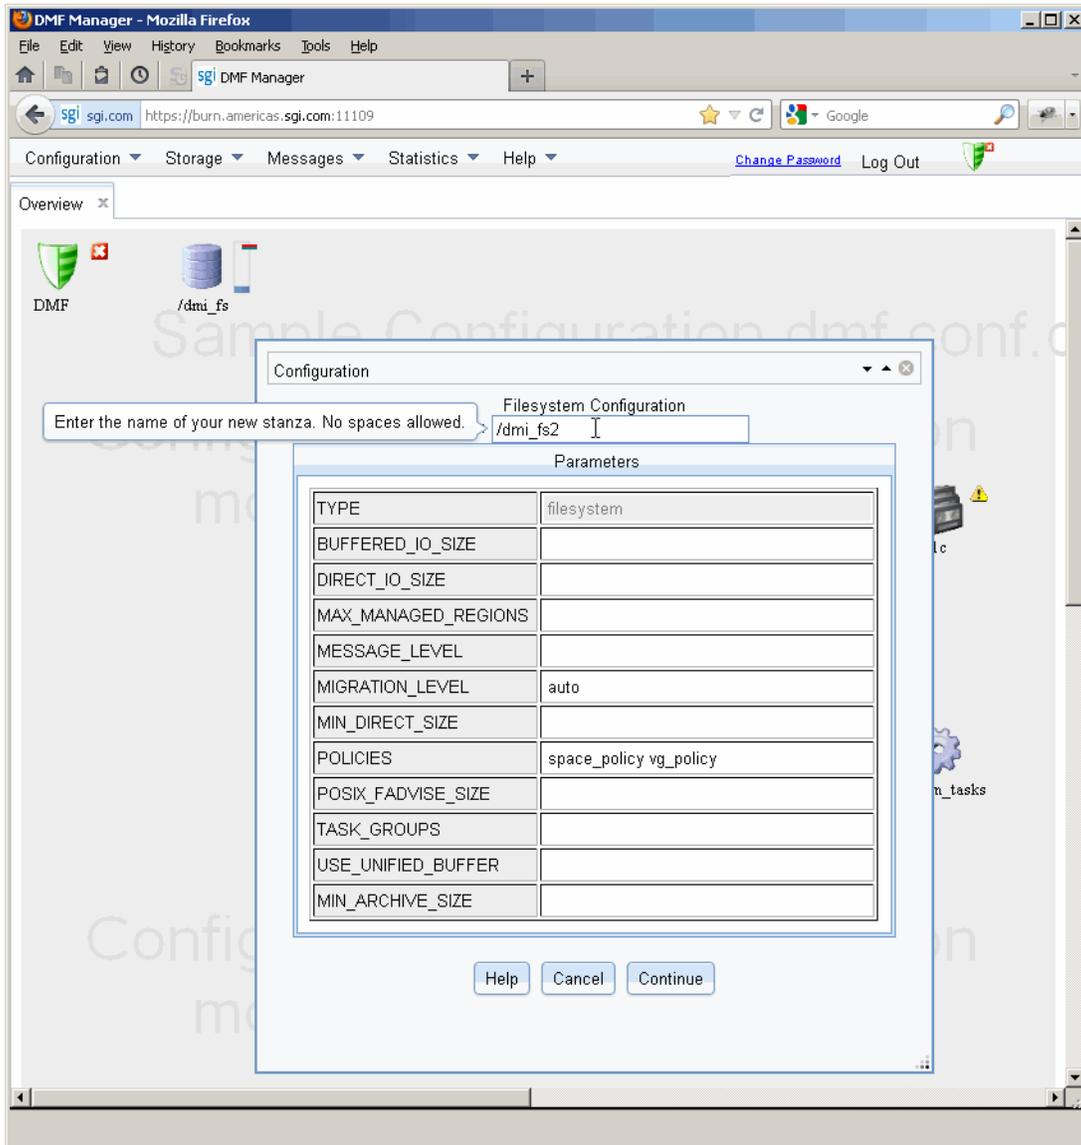 DMF Manager - Mozilla Firefox
File Edit View History Bookmarks Tools Help
sgi DMF Manager
sgi sgi.com https://burn.americas.sgi.com:11109 Google
Configuration Storage Messages Statistics Help Change Password Log Out
Overview
DMF /dmi_fs
Sample Configuration dmf.conf.
Configuration
Filesystem Configuration
Enter the name of your new stanza. No spaces allowed. /dmi_fs2
Parameters
TYPE filesystem
BUFFERED_IO_SIZE
DIRECT_IO_SIZE
MAX_MANAGED_REGIONS
MESSAGE_LEVEL
MIGRATION_LEVEL auto
MIN_DIRECT_SIZE
POLICIES space_policy vg_policy
POSIX_FADVISE_SIZE
n_tasks
TASK_GROUPS
USE_UNIFIED_BUFFER
MIN_ARCHIVE_SIZE
Help Cancel Continue